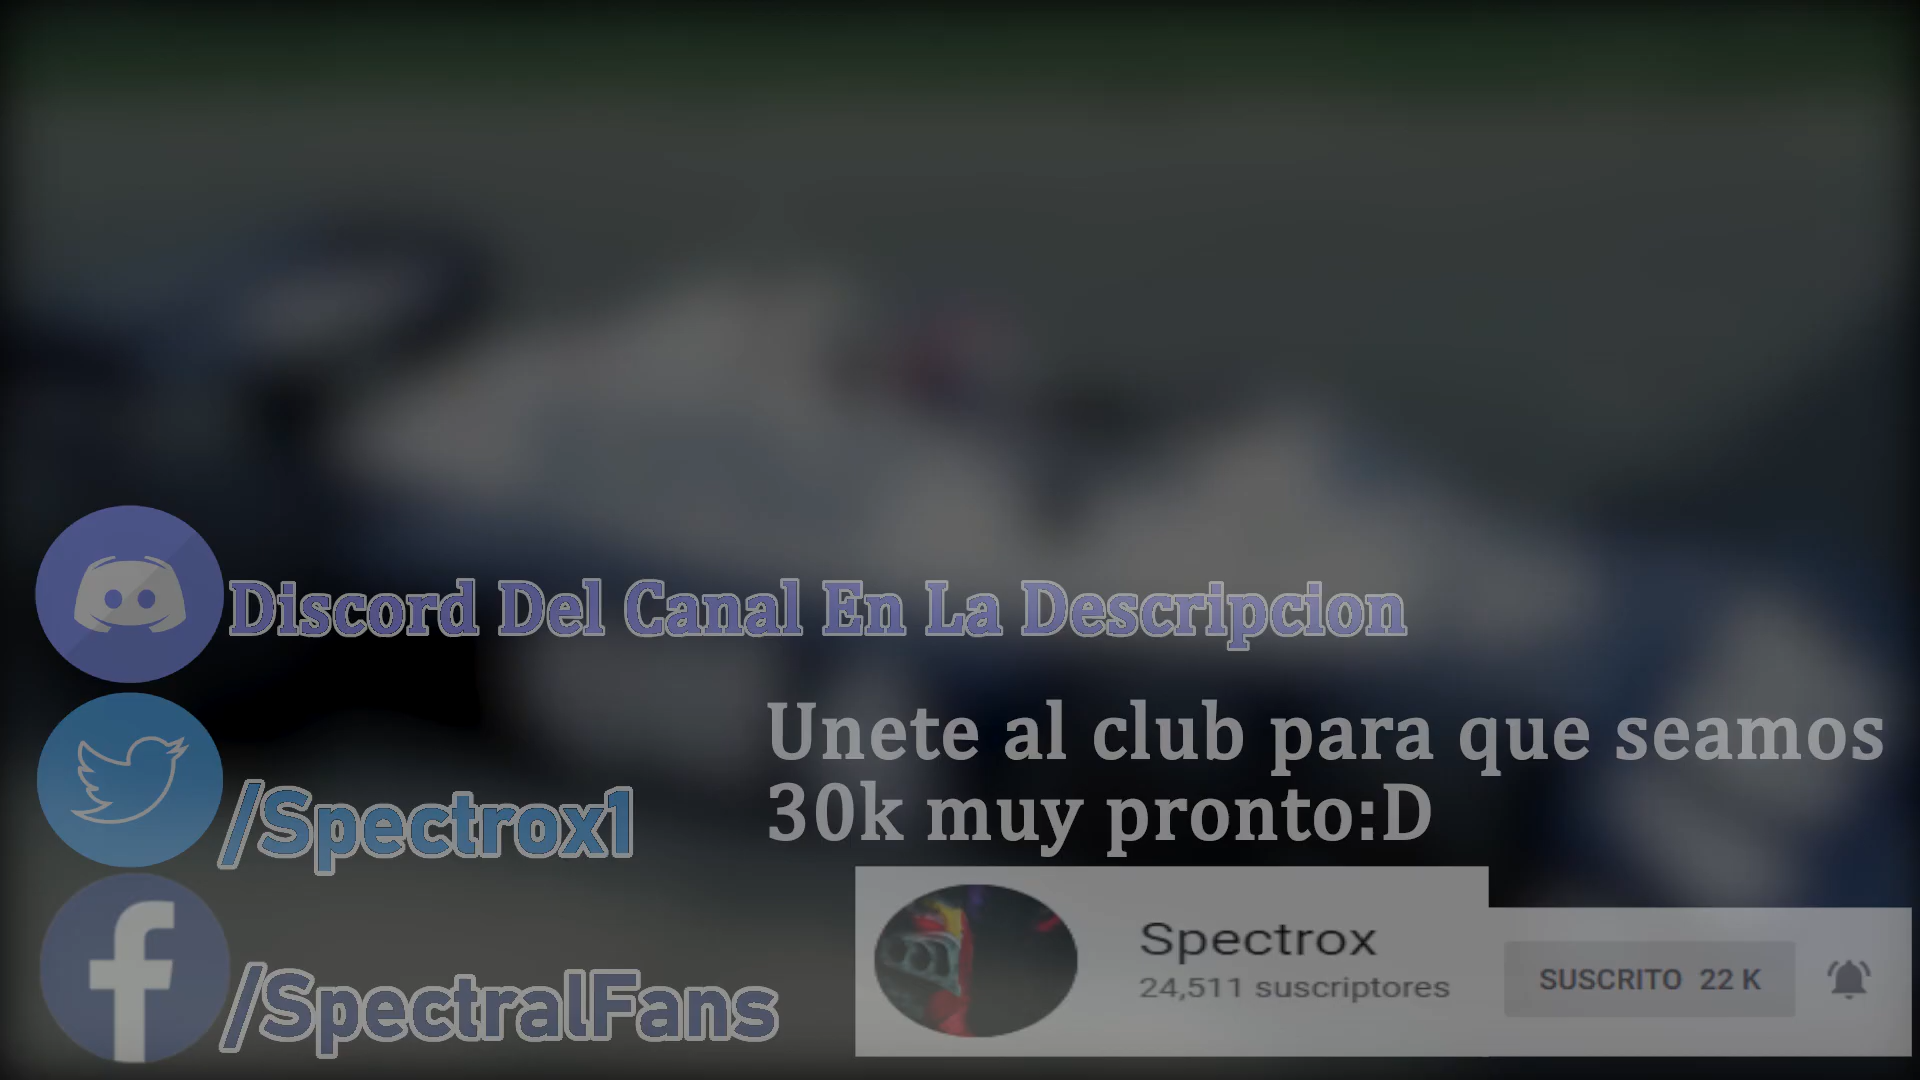 Discord Del Canal En La Descripcion
Unete al club para que seamos
30k muy pronto:D
/Spectrox1
/SpectralFans
Spectrox
24,511 suscriptores
SUSCRITO 22 K